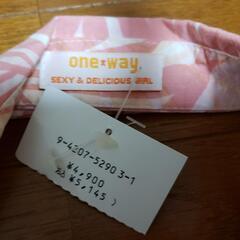 one*way.
SEXY & DELICIOUS GIRL
9-4207-5290 3-1
¥4,900
¥5,145 )